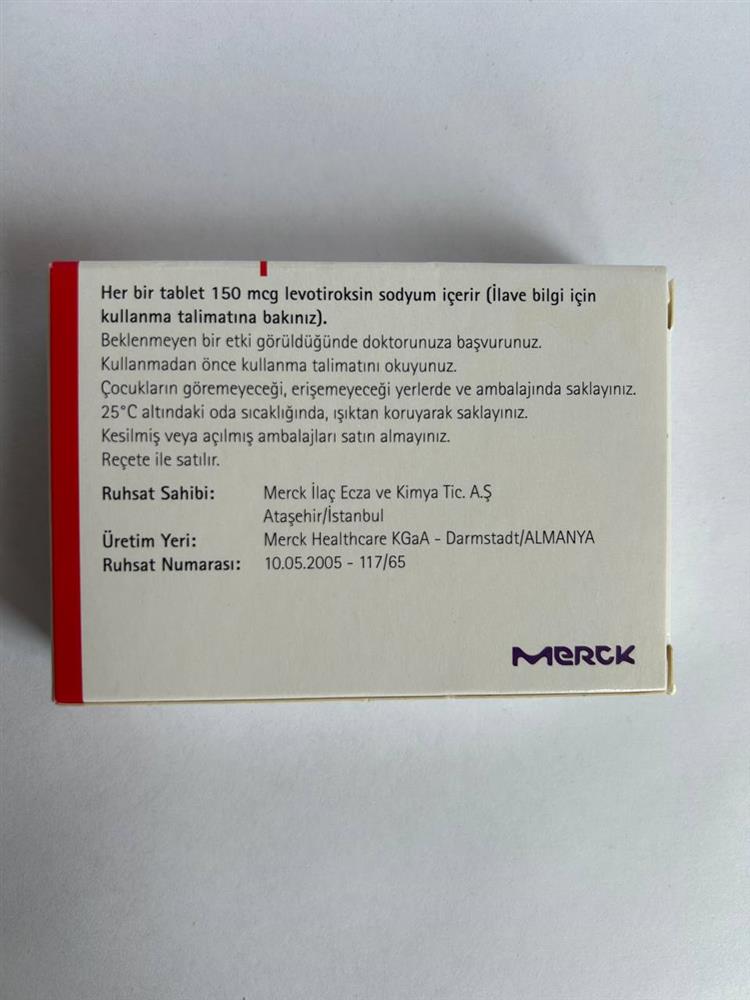 Her bir tablet 150 mcg levotiroksin sodyum içerir (İlave bilgi için
kullanma talimatına bakınız).
Beklenmeyen bir etki görüldüğünde doktorunuza başvurunuz.
Kullanmadan önce kullanma talimatını okuyunuz.
Çocukların göremeyeceği, erişemeyeceği yerlerde ve ambalajında saklayınız.
25°C altındaki oda sıcaklığında, ışıktan koruyarak saklayınız.
Kesilmiş veya açılmış ambalajları satın almayınız.
Reçete ile satılır.
Ruhsat Sahibi: Merck İlaç Ecza ve Kimya Tic. A.Ş
Ataşehir/İstanbul
Üretim Yeri: Merck Healthcare KGaA - Darmstadt/ALMANYA
Ruhsat Numarası: 10.05.2005 - 117/65
MERCK